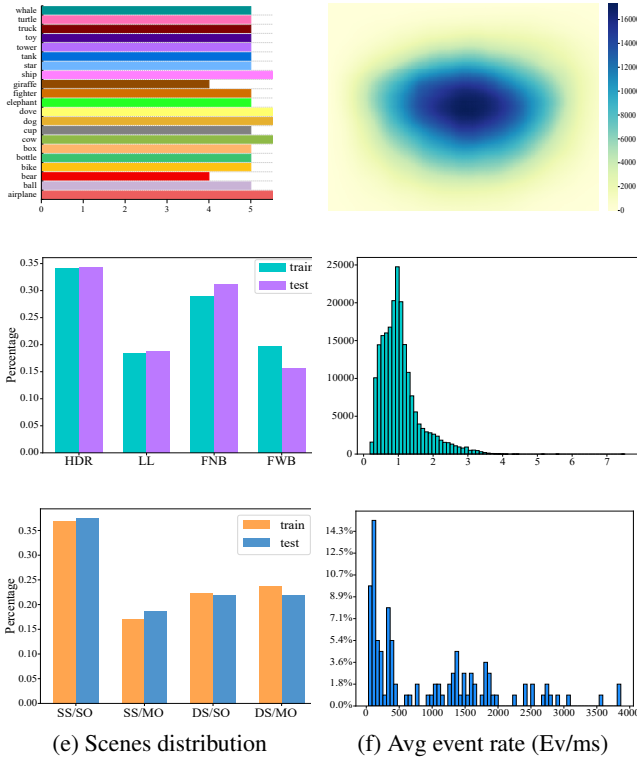 whale
turtle
truck
toy
tower
tank
star
ship
giraffe
fighter
elephant
dove
dog
cup
cow
box
bottle
bike
bear
ball
airplane
0 1 2 3 4 5
16000
14000
12000
10000
8000
6000
4000
2000
0
Percentage
0.35
0.30
0.25
0.20
0.15
0.10
0.05
0.00
train
test
HDR LL FNB FWB
25000
20000
15000
10000
5000
0
0 1 2 3 4 5 6 7
Percentage
0.35
0.30
0.25
0.20
0.15
0.10
0.05
0.00
train
test
SS/SO SS/MO DS/SO DS/MO
14.3%
12.5%
10.7%
8.9%
7.1%
5.4%
3.6%
1.8%
0.0%
0 500 1000 1500 2000 2500 3000 3500 4000
(e) Scenes distribution
(f) Avg event rate (Ev/ms)